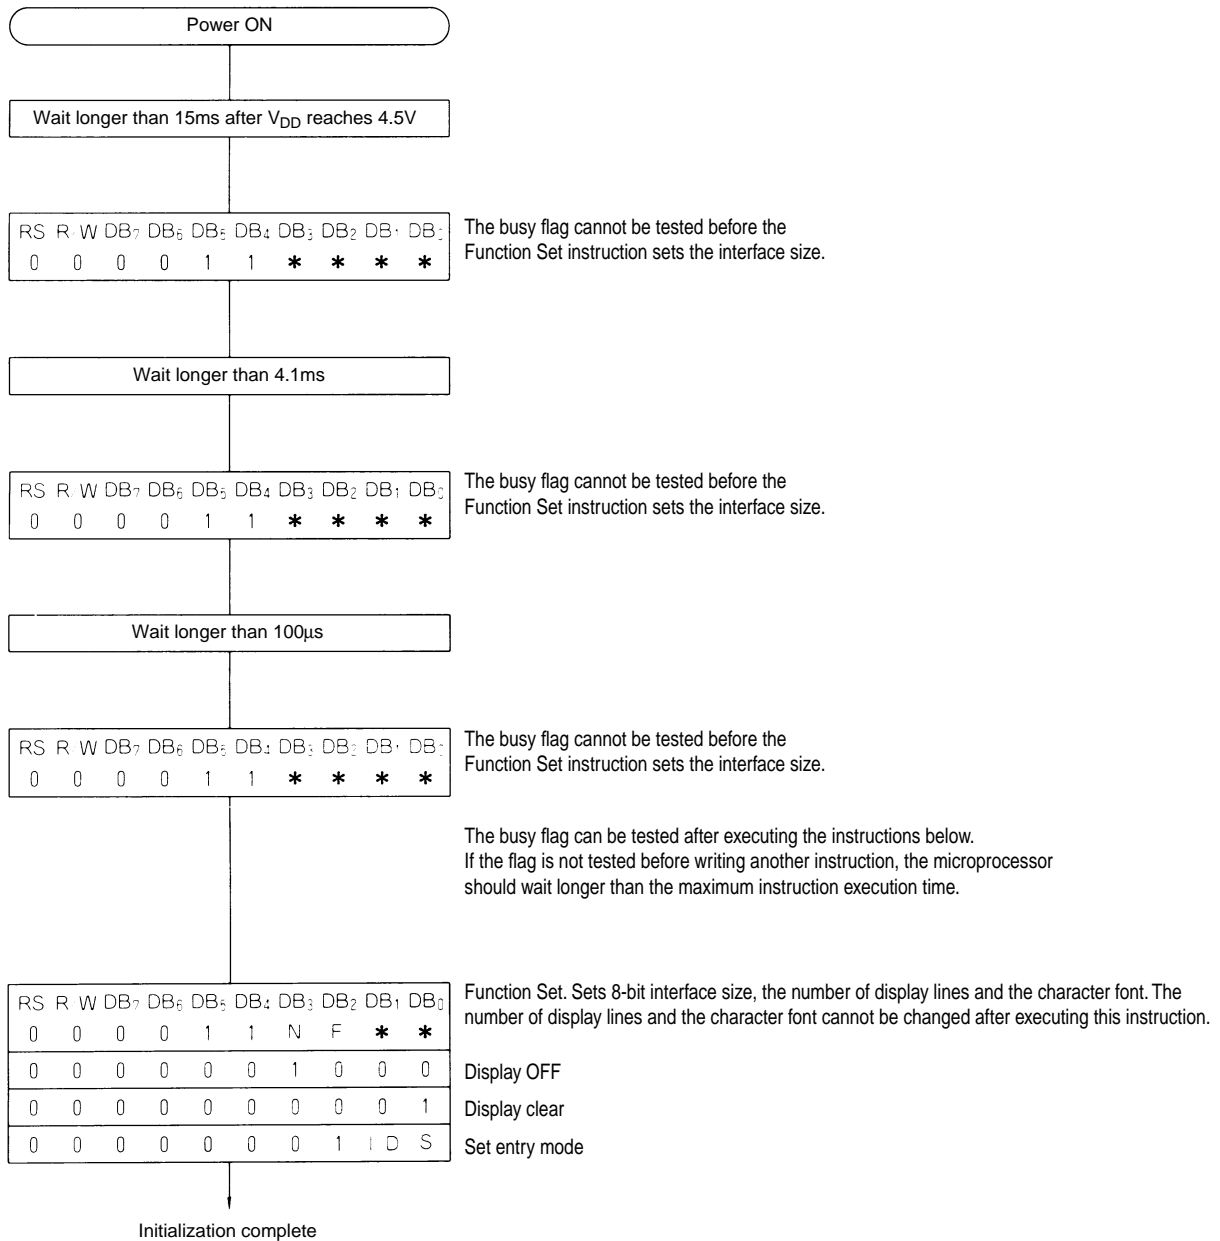 Power ON
Wait longer than 15ms after VDD reaches 4.5V
RS R/W DB7 DB6 DB5 DB4 DB3 DB2 DB1 DB0
0 0 0 0 1 1 * * * *
The busy flag cannot be tested before the
Function Set instruction sets the interface size.
Wait longer than 4.1ms
RS R/W DB7 DB6 DB5 DB4 DB3 DB2 DB1 DB0
0 0 0 0 1 1 * * * *
The busy flag cannot be tested before the
Function Set instruction sets the interface size.
Wait longer than 100µs
RS R/W DB7 DB6 DB5 DB4 DB3 DB2 DB1 DB0
0 0 0 0 1 1 * * * *
The busy flag cannot be tested before the
Function Set instruction sets the interface size.
The busy flag can be tested after executing the instructions below.
If the flag is not tested before writing another instruction, the microprocessor
should wait longer than the maximum instruction execution time.
RS R/W DB7 DB6 DB5 DB4 DB3 DB2 DB1 DB0
0 0 0 0 1 1 N F * *
Function Set. Sets 8-bit interface size, the number of display lines and the character font. The
number of display lines and the character font cannot be changed after executing this instruction.
0 0 0 0 0 0 1 0 0 0
Display OFF
0 0 0 0 0 0 0 0 0 1
Display clear
0 0 0 0 0 0 0 1 I/D S
Set entry mode
Initialization complete